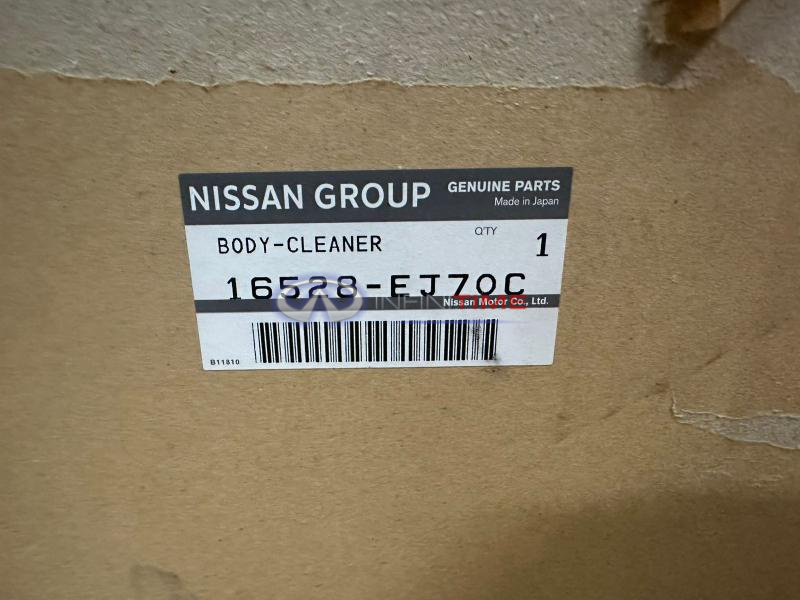 NISSAN GROUP
GENUINE PARTS
Made in Japan
BODY-CLEANER
Q'TY
1
16528-EJ70C
Nissan Motor Co., Ltd.
B11810